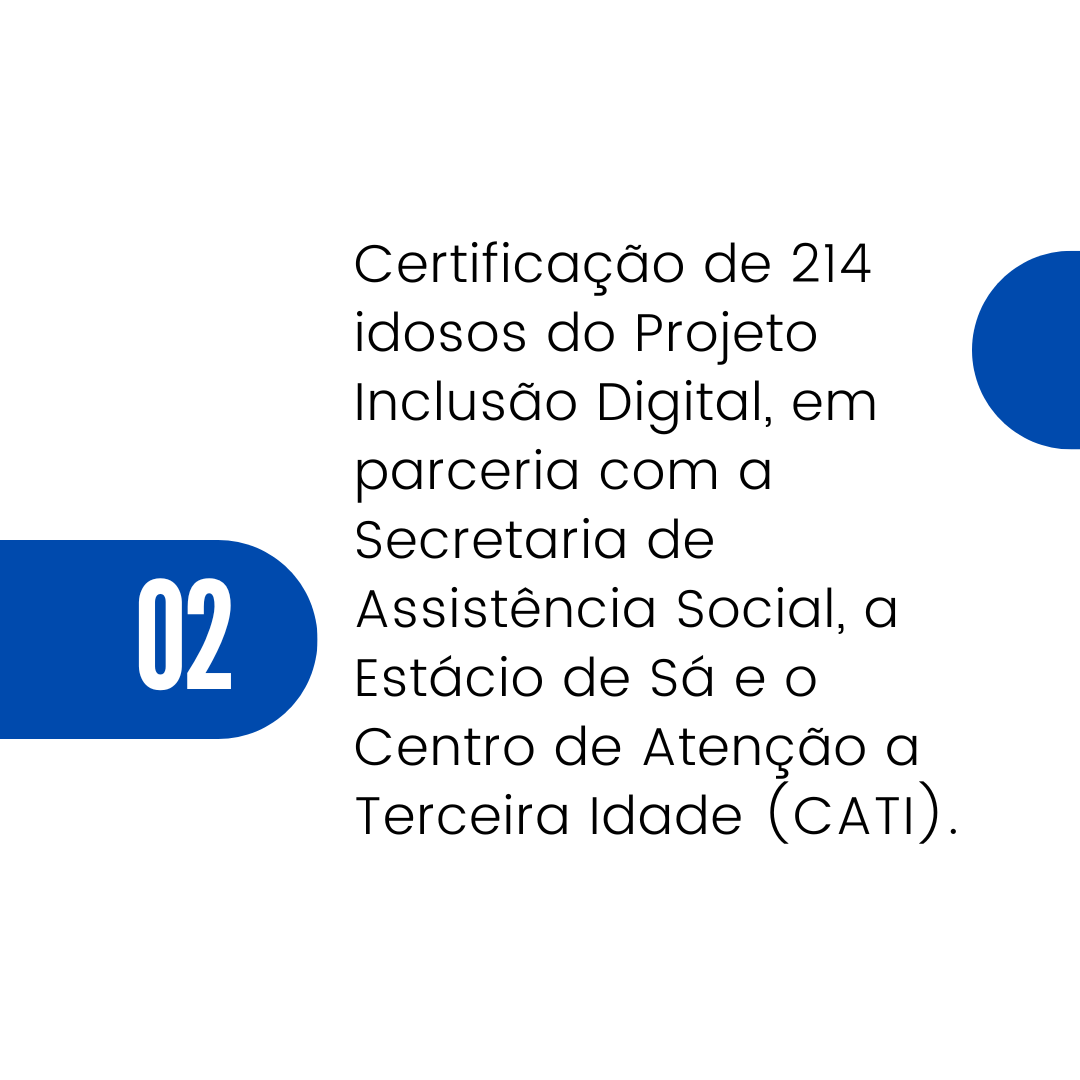 Certificação de 214
idosos do Projeto
Inclusão Digital, em
parceria com a
Secretaria de
Assistência Social, a
Estácio de Sá e o
Centro de Atenção a
Terceira Idade (CATI).
02